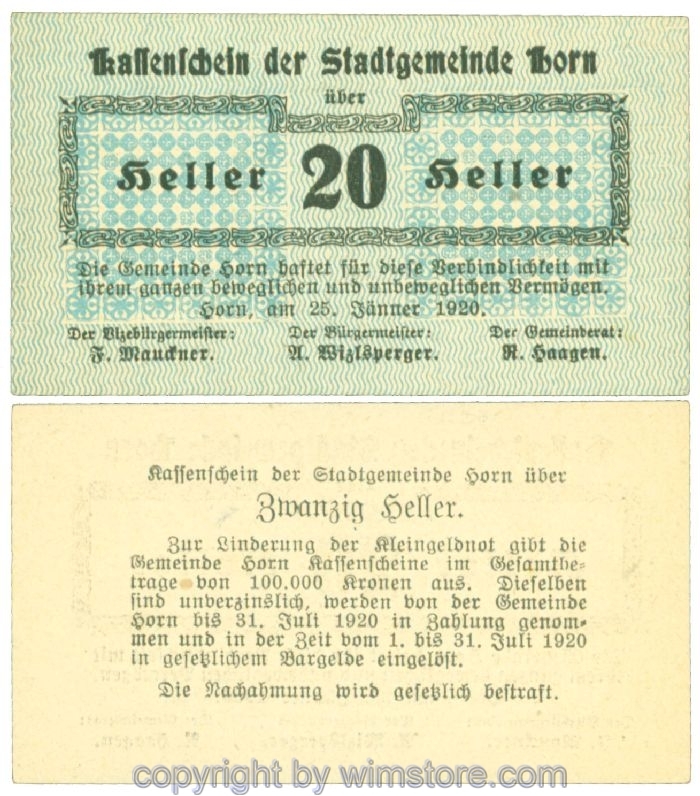 Kassenschein der Stadtgemeinde Horn
über
Heller 20 Heller
Die Gemeinde Horn haftet für diese Verbindlichkeit mit
ihrem ganzen beweglichen und unbeweglichen Vermögen.
Horn, am 25. Jänner 1920.
Der Vizebürgermeister: Der Bürgermeister: Der Gemeinderat:
F. Mauckner. A. Wizlsperger. R. Haagen.
Kassenschein der Stadtgemeinde Horn über
Zwanzig Heller.
Zur Linderung der Kleingeldnot gibt die
Gemeinde Horn Kassenscheine im Gesamtbe-
trage von 100.000 Kronen aus. Dieselben
sind unverzinslich, werden von der Gemeinde
Horn bis 31. Juli 1920 in Zahlung genom-
men und in der Zeit vom 1. bis 31. Juli 1920
in gesetzlichem Bargelde eingelöst.
Die Nachahmung wird gesetzlich bestraft.
copyright by wimstore.com